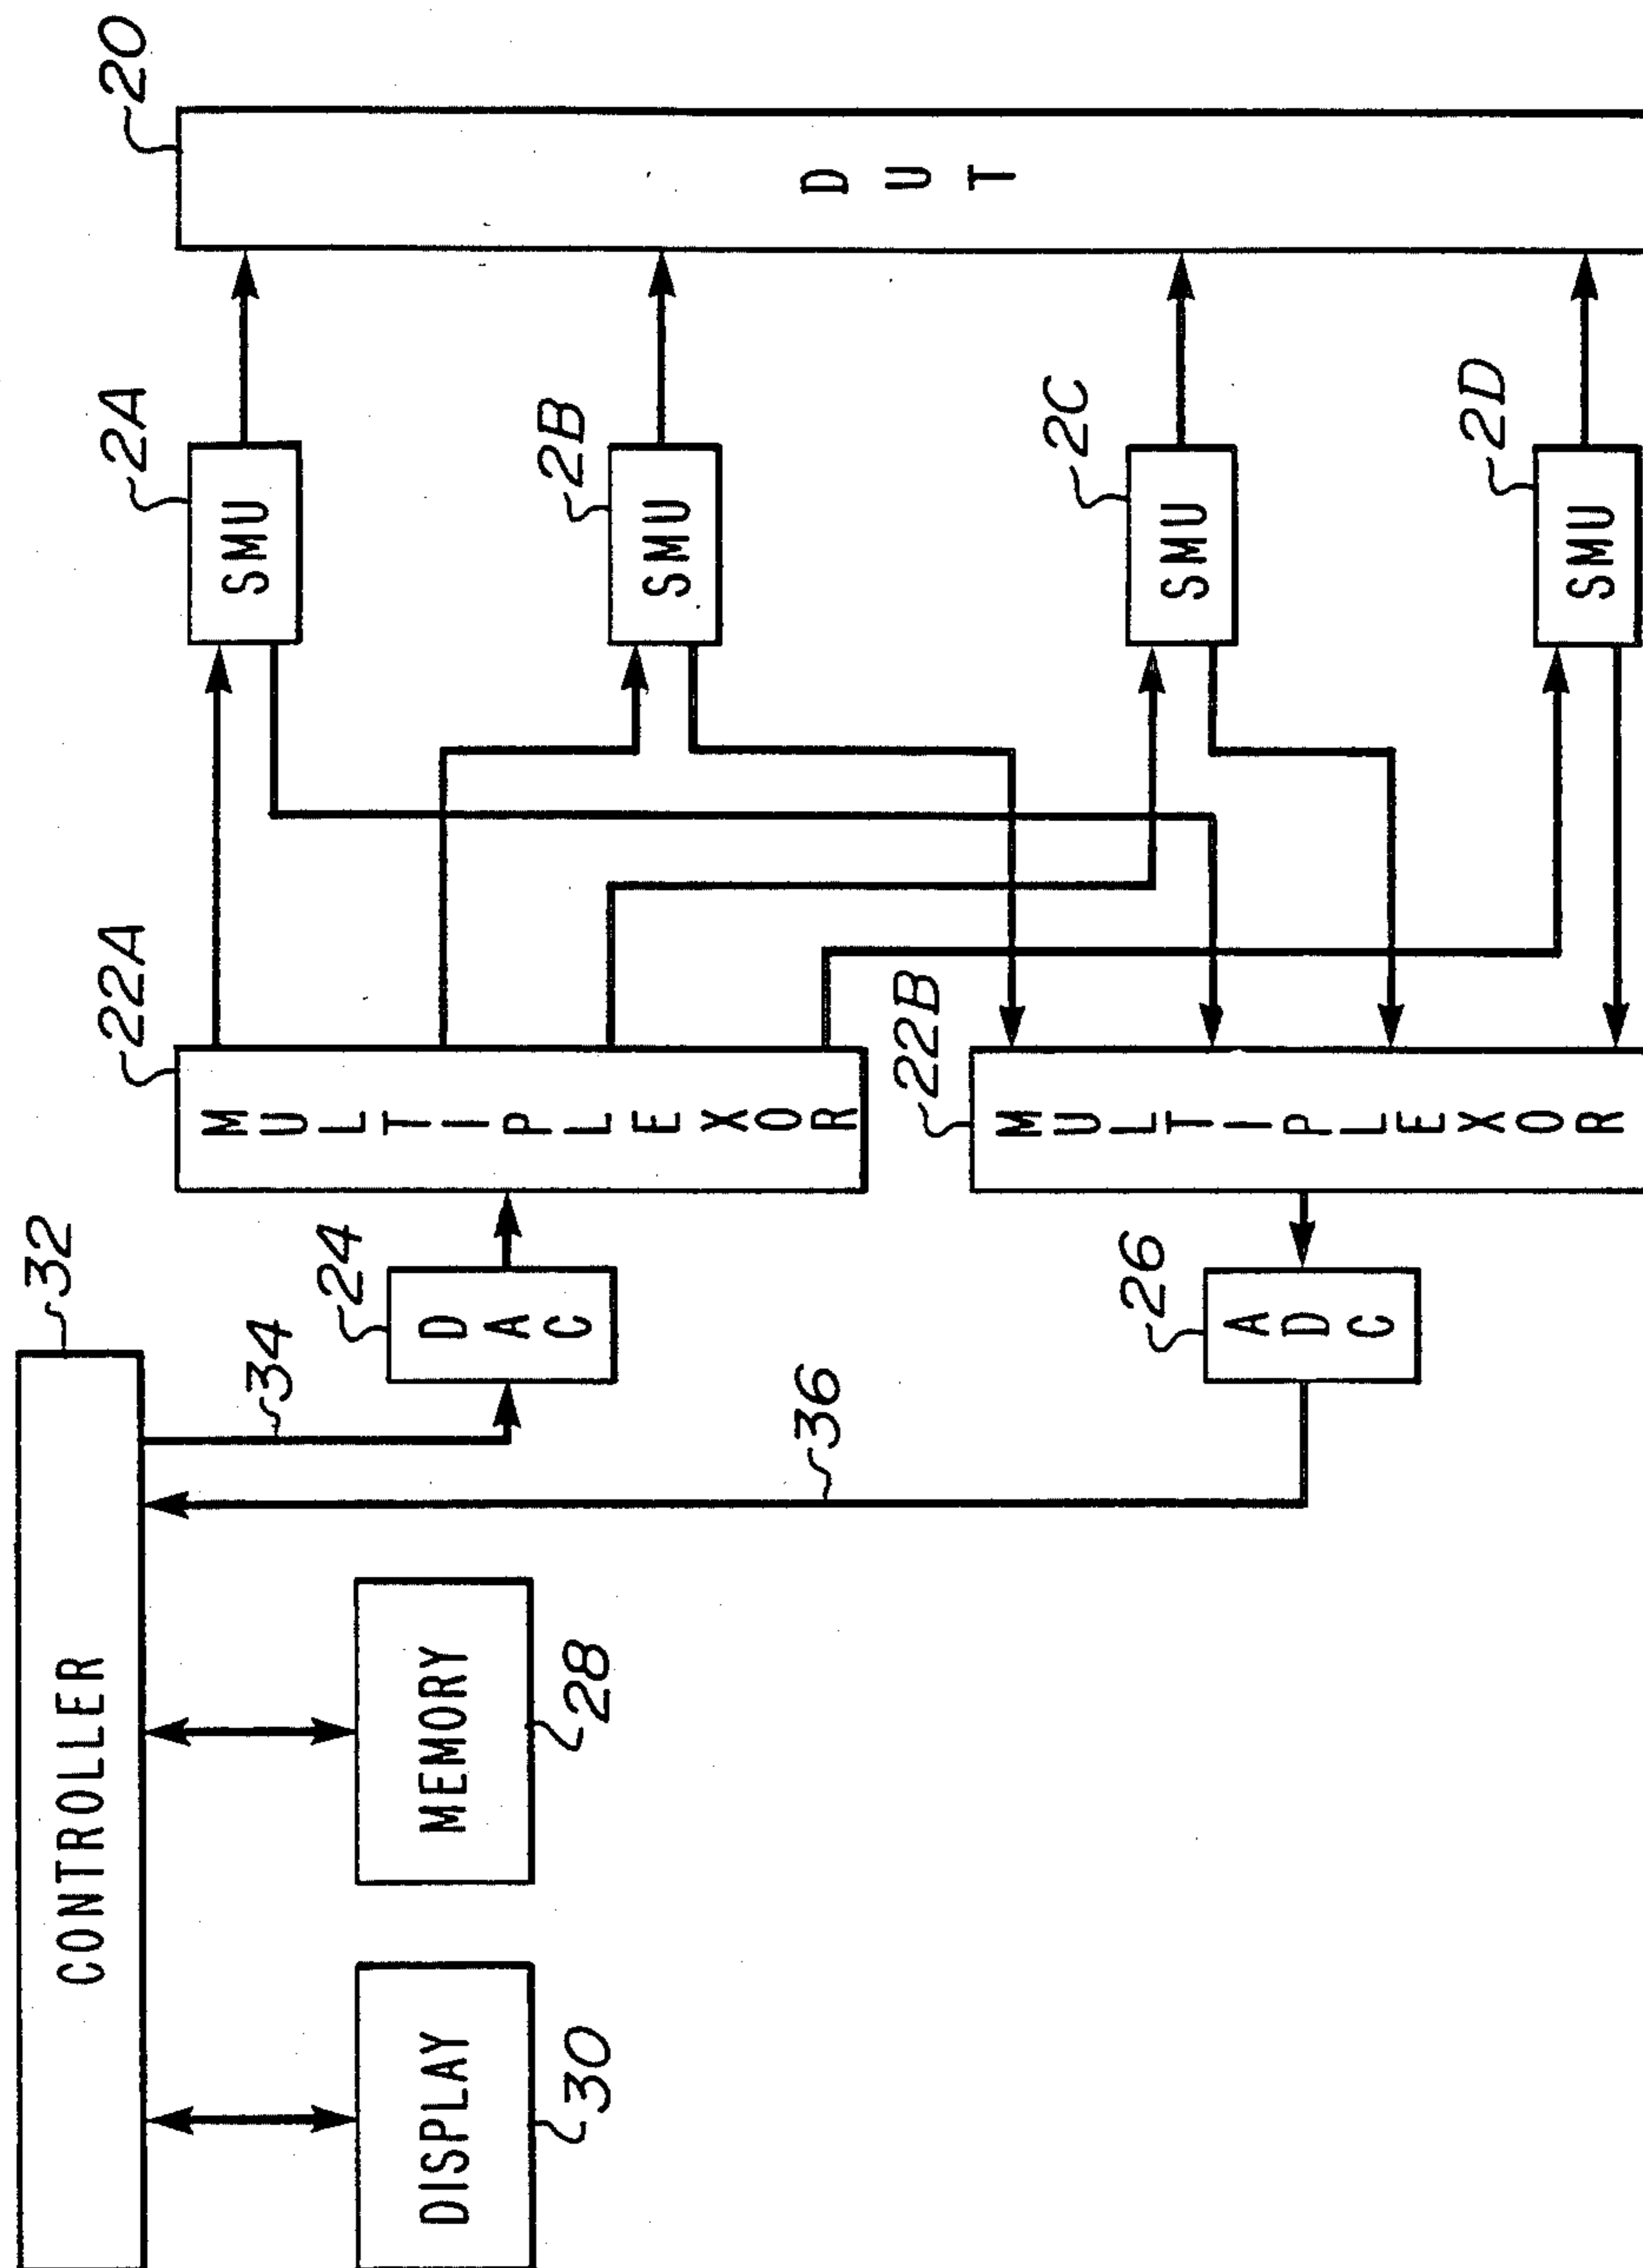 CONTROLLER
32
DISPLAY
30
MEMORY
28
34
36
DAC
24
ADC
26
MULTIPLEXOR
22A
MULTIPLEXOR
22B
SMU
2A
SMU
2B
SMU
2C
SMU
2D
DUT
20